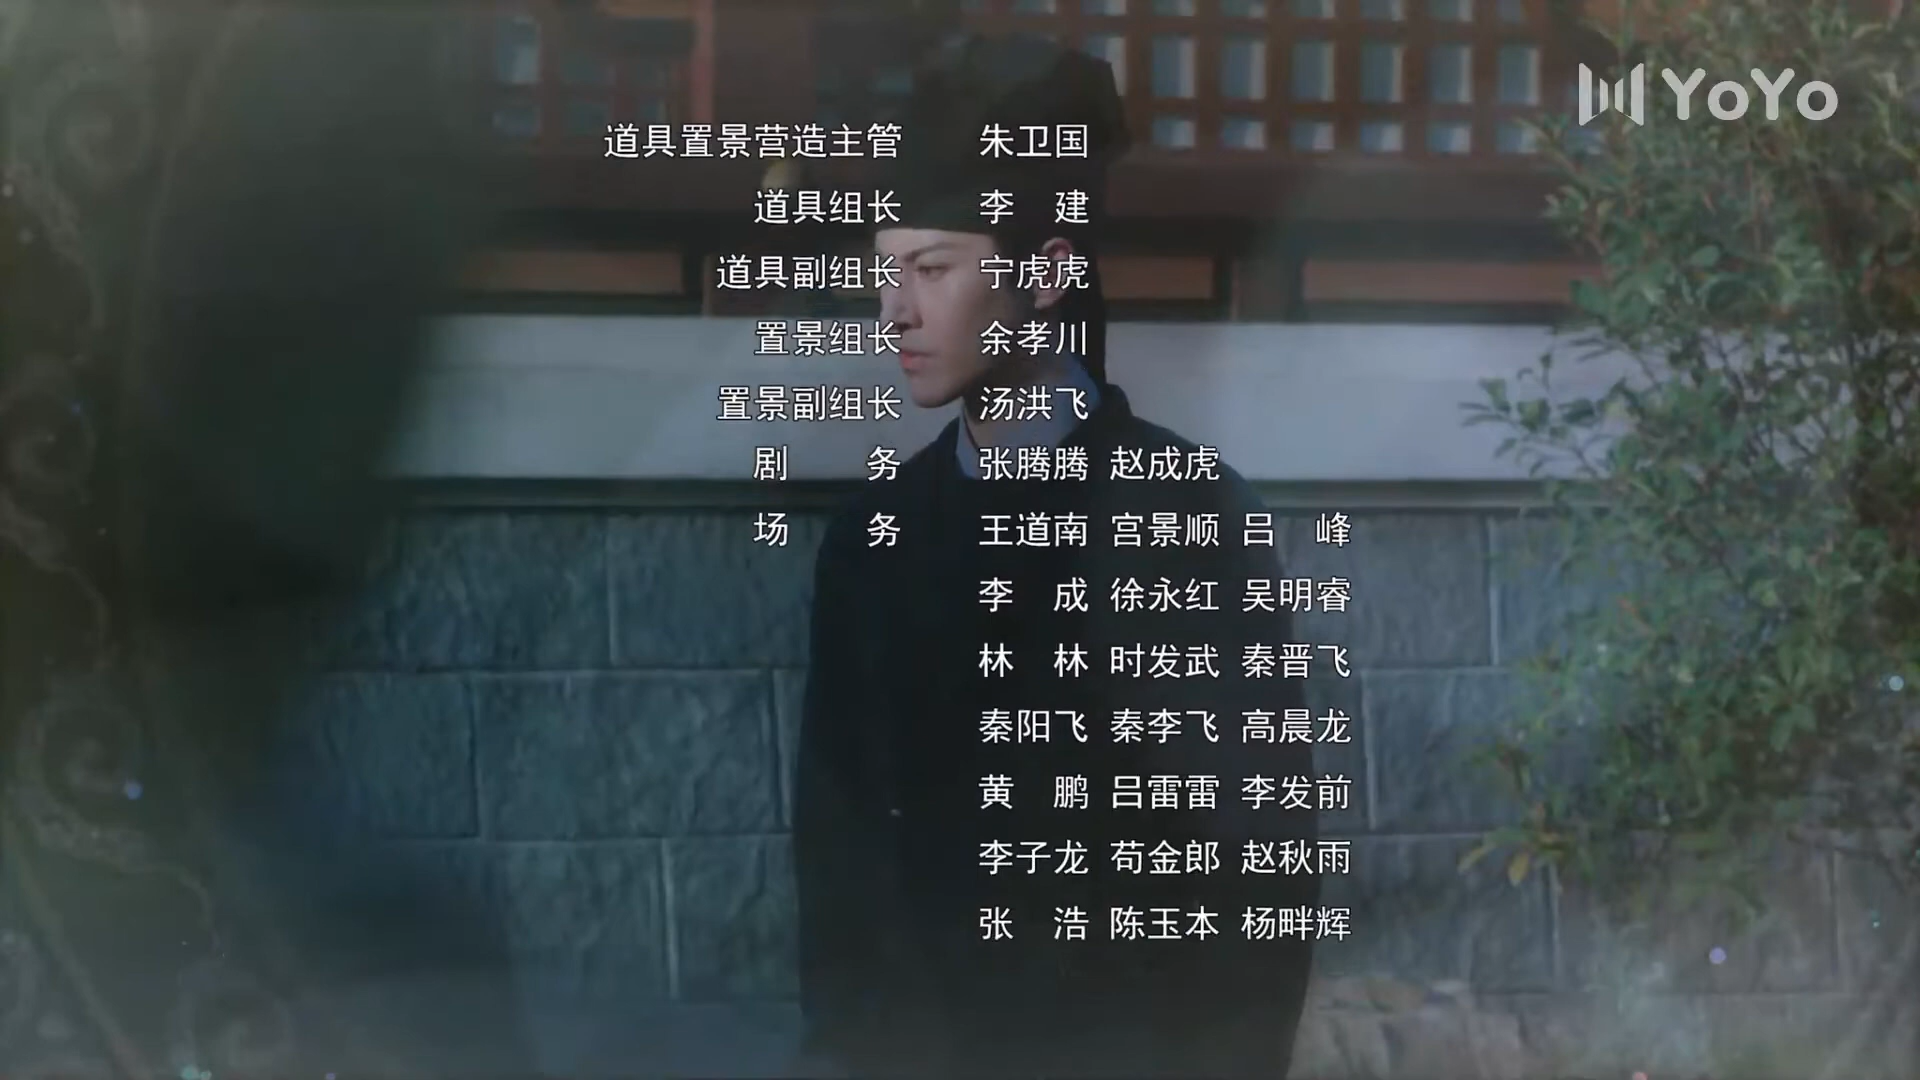 YoYo
道具置景营造主管 朱卫国
道具组长 李 建
道具副组长 宁虎虎
置景组长 余孝川
置景副组长 汤洪飞
剧 务 张腾腾 赵成虎
场 务 王道南 宫景顺 吕 峰
李 成 徐永红 吴明睿
林 林 时发武 秦晋飞
秦阳飞 秦李飞 高晨龙
黄 鹏 吕雷雷 李发前
李子龙 苟金郎 赵秋雨
张 浩 陈玉本 杨畔辉